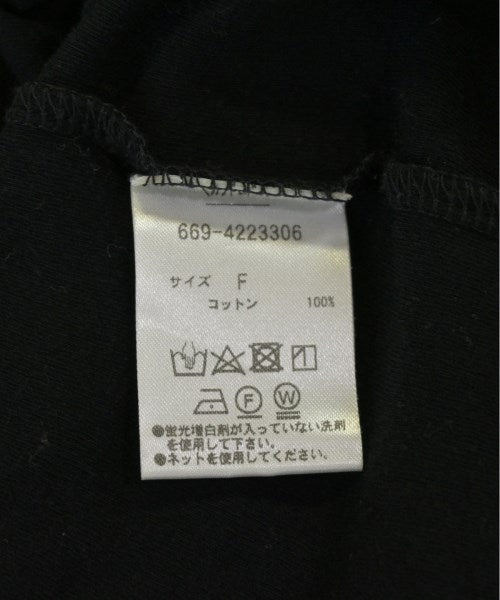 669-4223306
サイズ F
コットン 100%
F W
●蛍光増白剤が入っていない洗剤
を使用して下さい。
●ネットを使用してください。